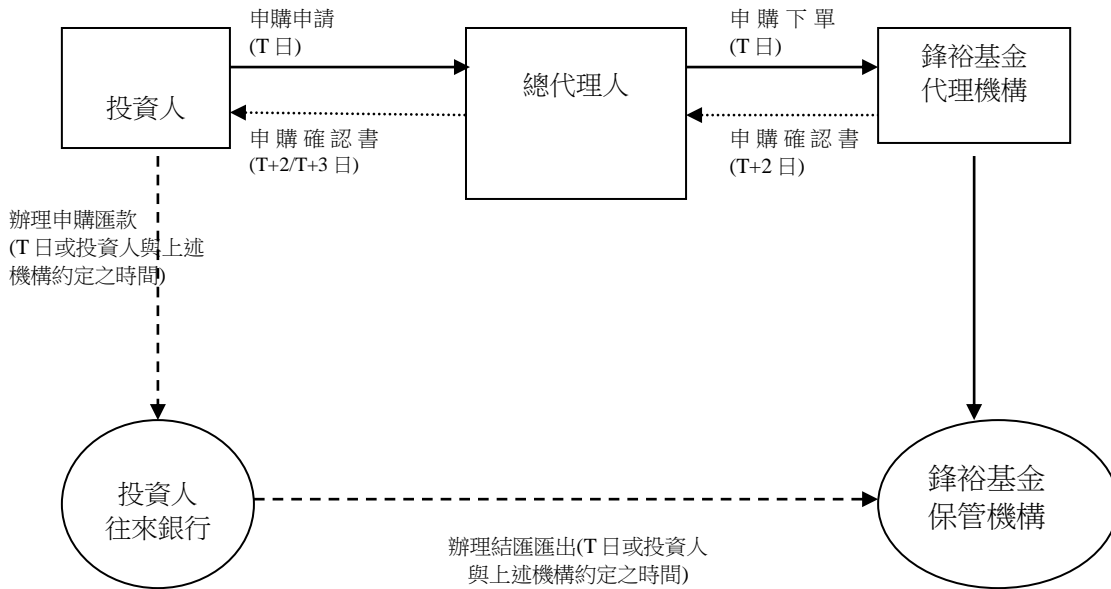 申購申請
(T 日)
申 購 下 單
(T 日)
投資人
總代理人
鋒裕基金
代理機構
申 購 確 認 書
(T+2/T+3 日)
申 購 確 認 書
(T+2 日)
辦理申購匯款
(T 日或投資人與上述
機構約定之時間)
投資人
往來銀行
鋒裕基金
保管機構
辦理結匯匯出(T 日或投資人
與上述機構約定之時間)